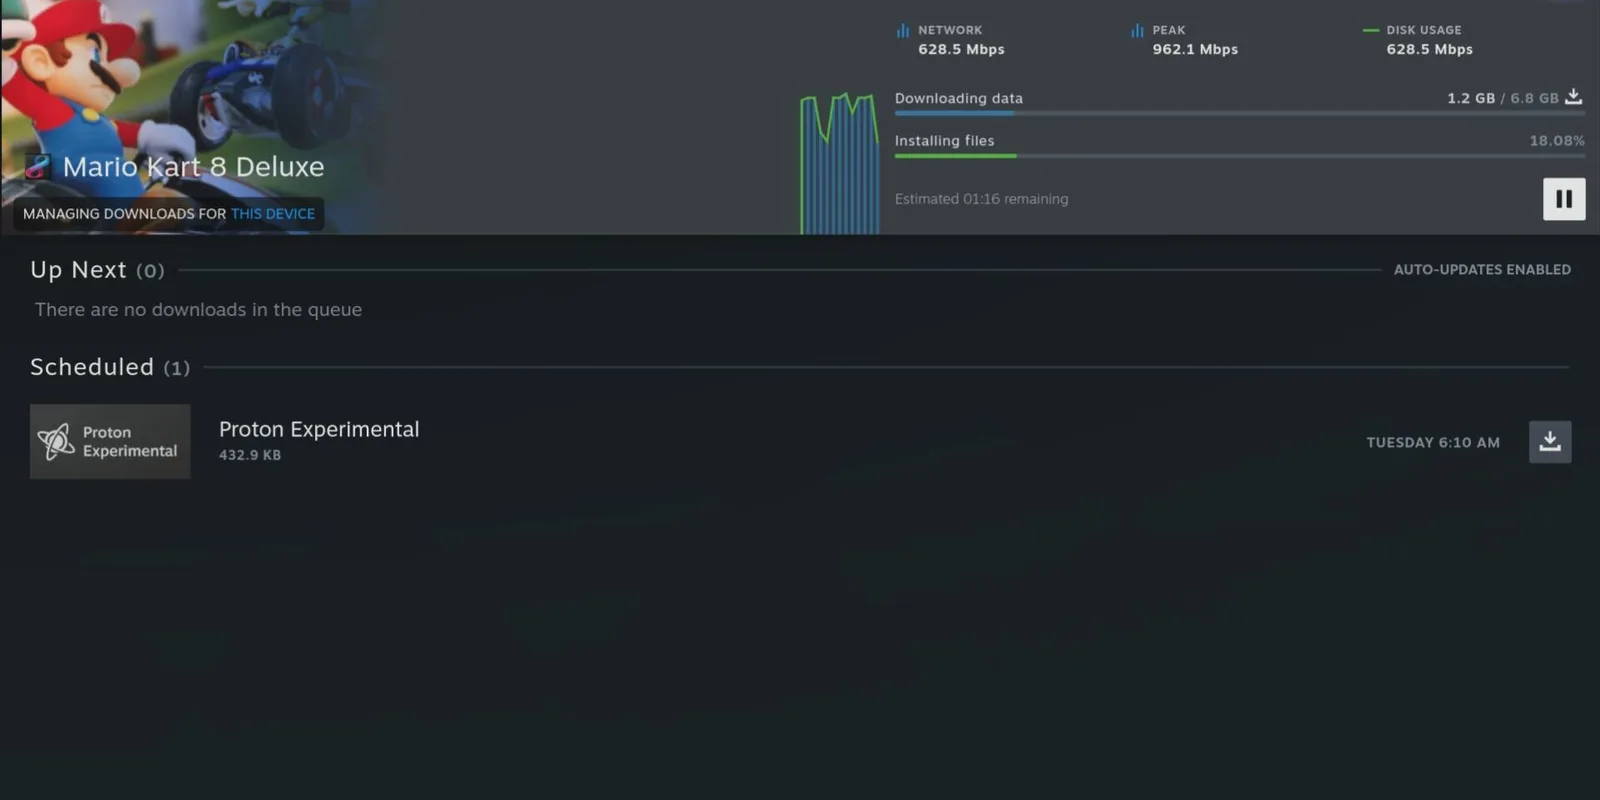 NETWORK
628.5 Mbps
PEAK
962.1 Mbps
DISK USAGE
628.5 Mbps
Downloading data
1.2 GB / 6.8 GB
Installing files
18.08%
Estimated 01:16 remaining
Mario Kart 8 Deluxe
MANAGING DOWNLOADS FOR THIS DEVICE
Up Next (0)
AUTO-UPDATES ENABLED
There are no downloads in the queue
Scheduled (1)
Proton
Experimental
Proton Experimental
432.9 KB
TUESDAY 6:10 AM